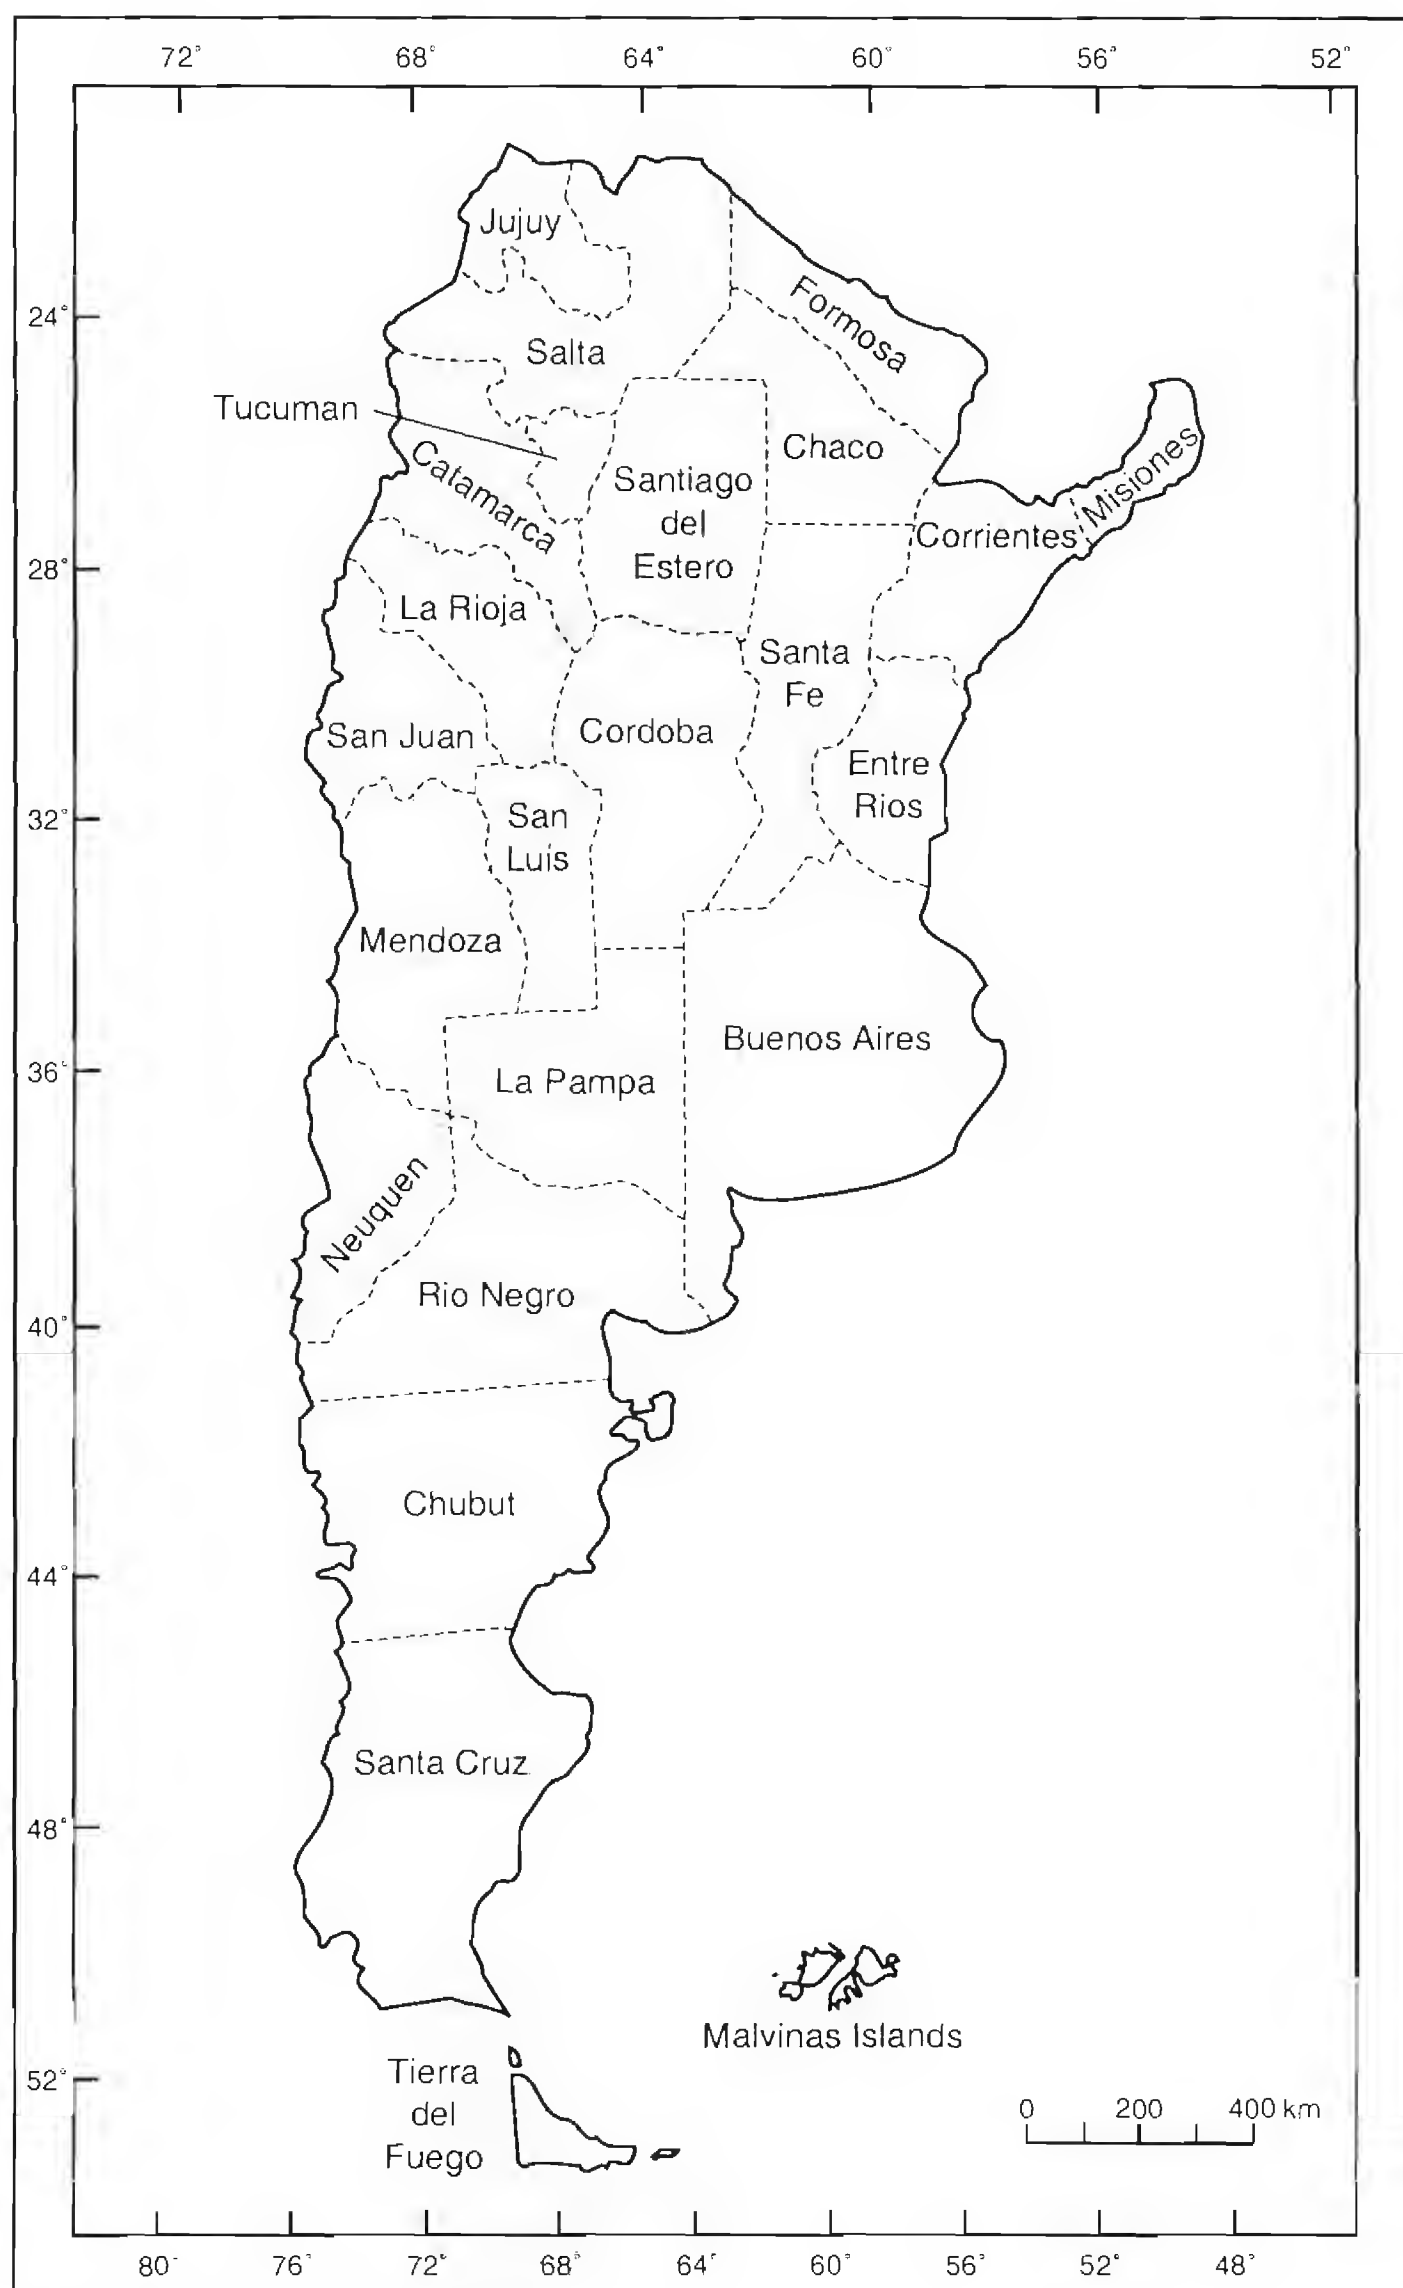 72° 68° 64° 60° 56° 52°
Jujuy
Formosa
24°
Salta
Tucuman
Chaco
Catamarca
Santiago
del
Estero
Misiones
Corrientes
28°
La Rioja
Santa
Fe
San Juan
Cordoba
Entre
Rios
32°
San
Luis
Mendoza
Buenos Aires
36°
La Pampa
Neuquen
Rio Negro
40°
Chubut
44°
Santa Cruz
48°
Malvinas Islands
52°
Tierra
del
Fuego
0 200 400 km
80° 76° 72° 68° 64° 60° 56° 52° 48°